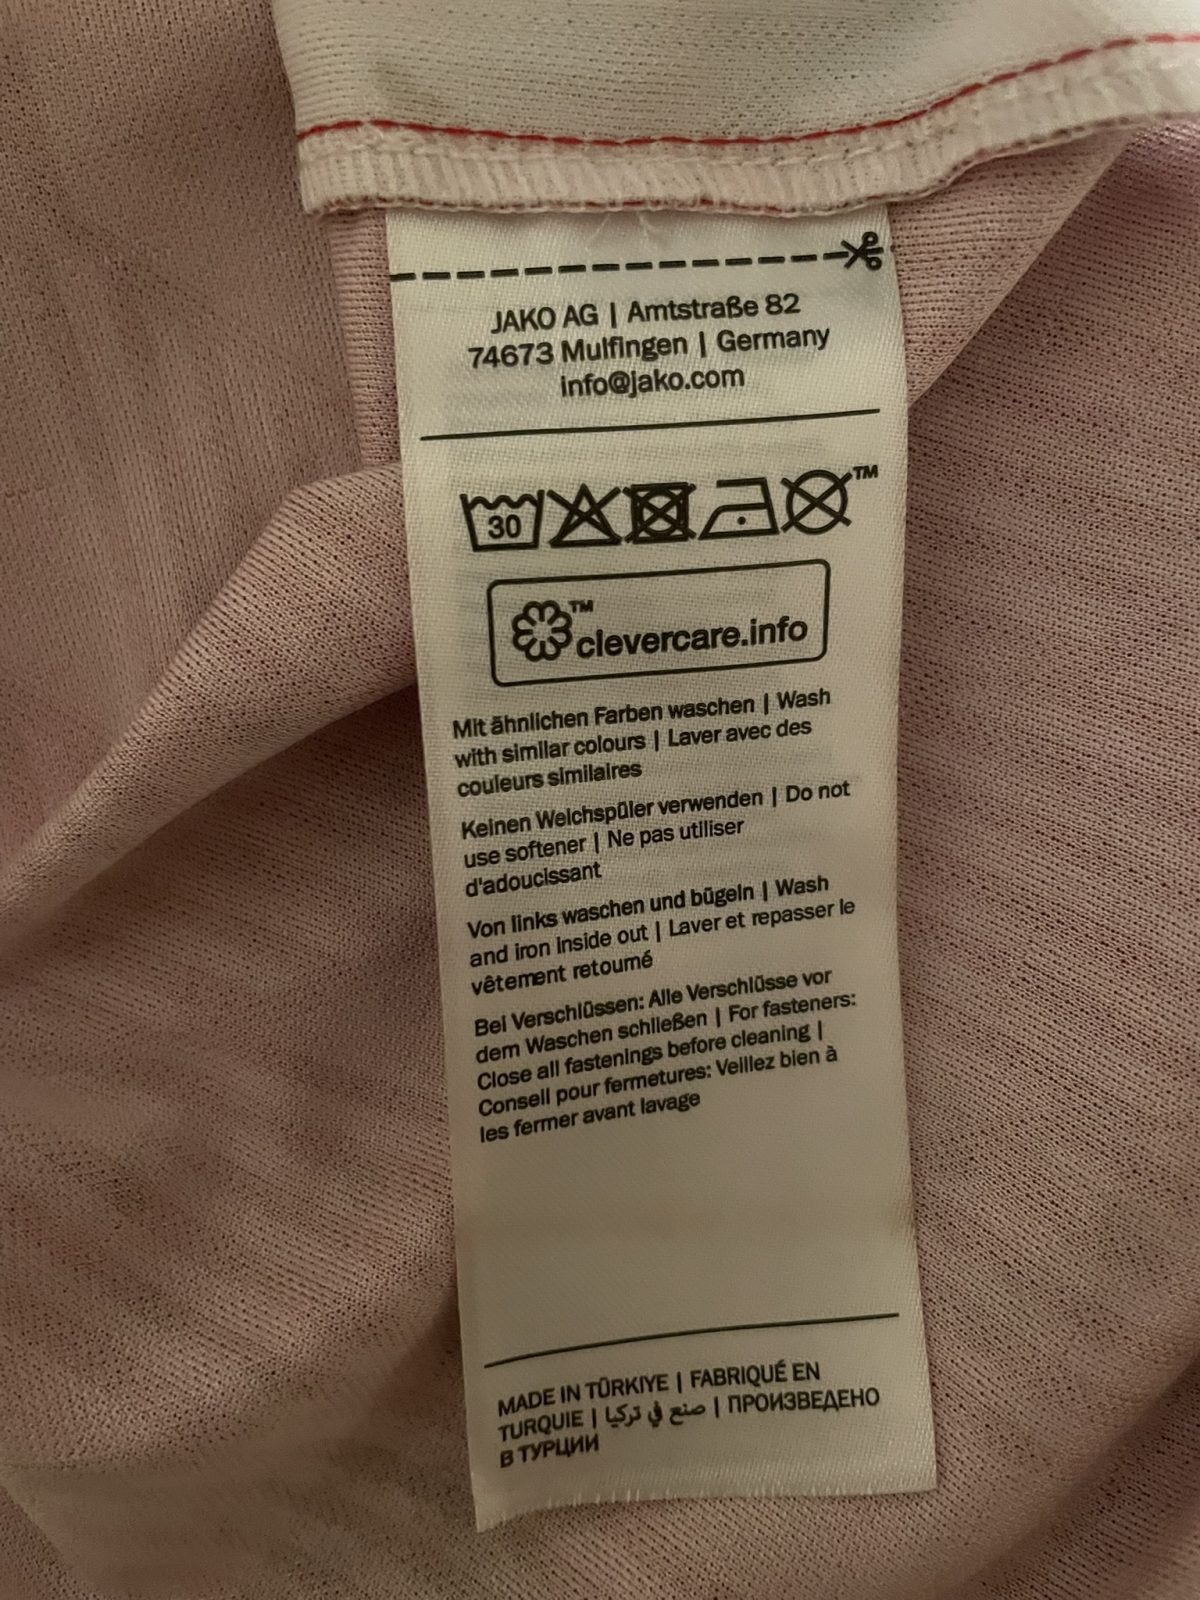 JAKO AG | Amtstraße 82
74673 Mulfingen | Germany
info@jako.com
30
TM
TM
clevercare.info
Mit ähnlichen Farben waschen | Wash
with similar colours | Laver avec des
couleurs similaires
Keinen Weichspüler verwenden | Do not
use softener | Ne pas utiliser
d'adoucissant
Von links waschen und bügeln | Wash
and iron inside out | Laver et repasser le
vêtement retourné
Bei Verschlüssen: Alle Verschlüsse vor
dem Waschen schließen | For fasteners:
Close all fastenings before cleaning |
Conseil pour fermetures: Veillez bien à
les fermer avant lavage
MADE IN TÜRKIYE | FABRIQUÉ EN
TURQUIE | صنع في تركيا | ПРОИЗВЕДЕНО
В ТУРЦИИ